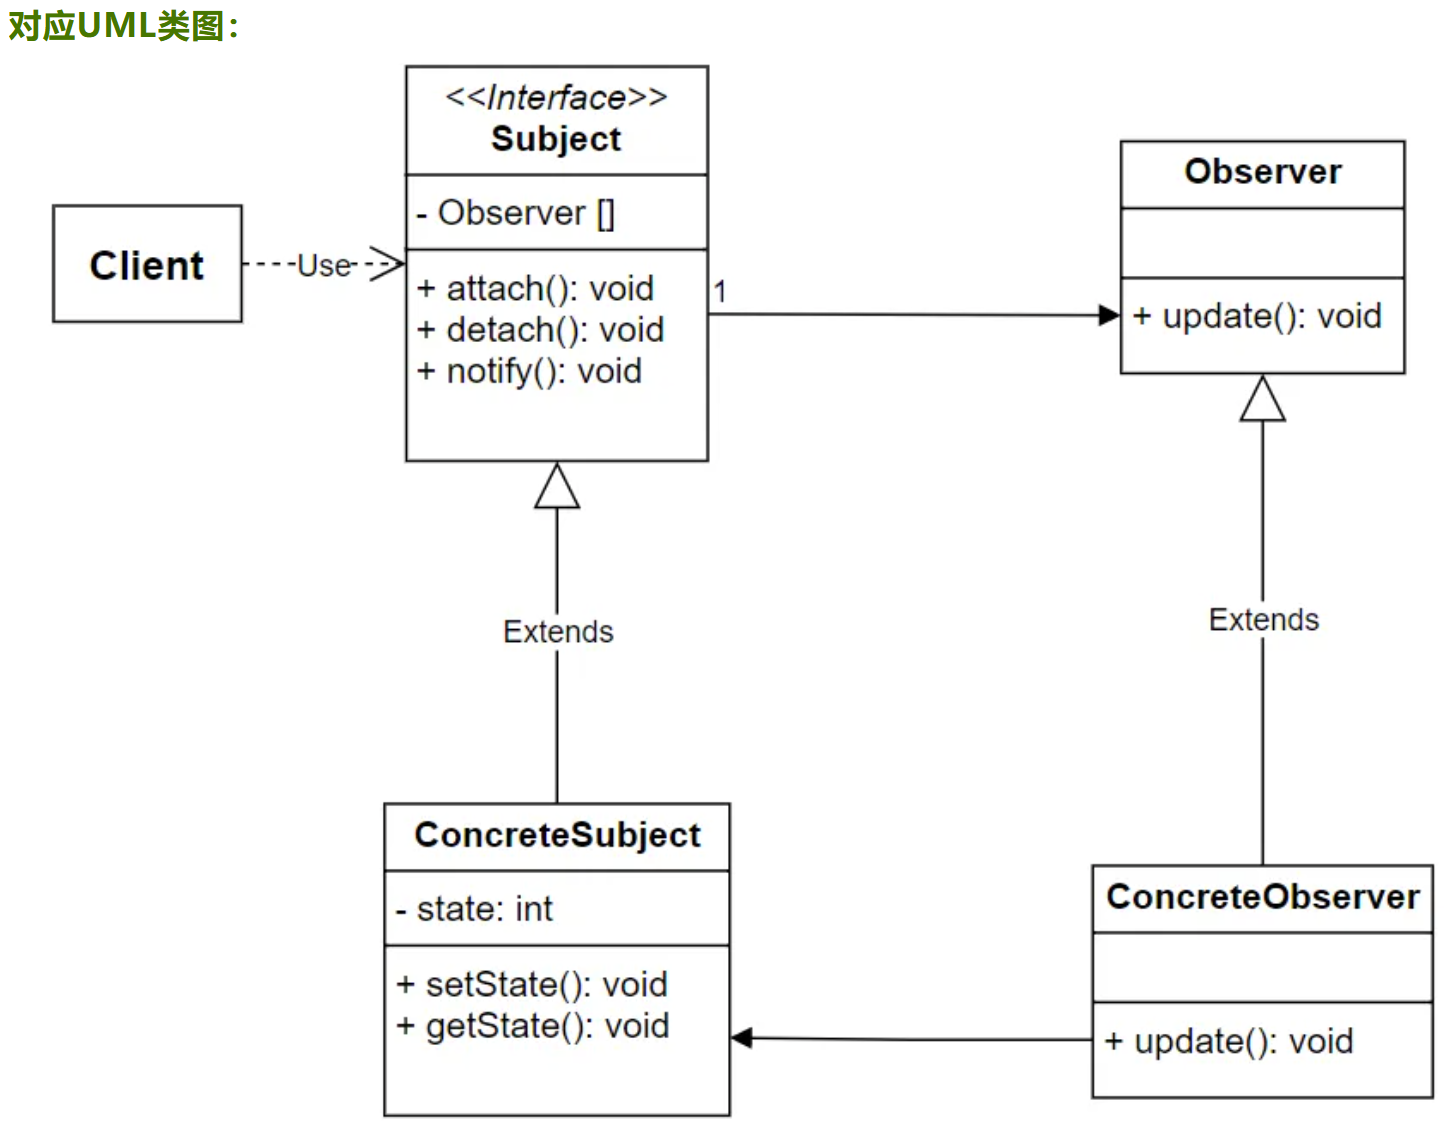 对应UML类图：
<<Interface>>
Subject
- Observer []
+ attach(): void
+ detach(): void
+ notify(): void
Client
Use
1
Observer
+ update(): void
Extends
Extends
ConcreteSubject
- state: int
+ setState(): void
+ getState(): void
ConcreteObserver
+ update(): void